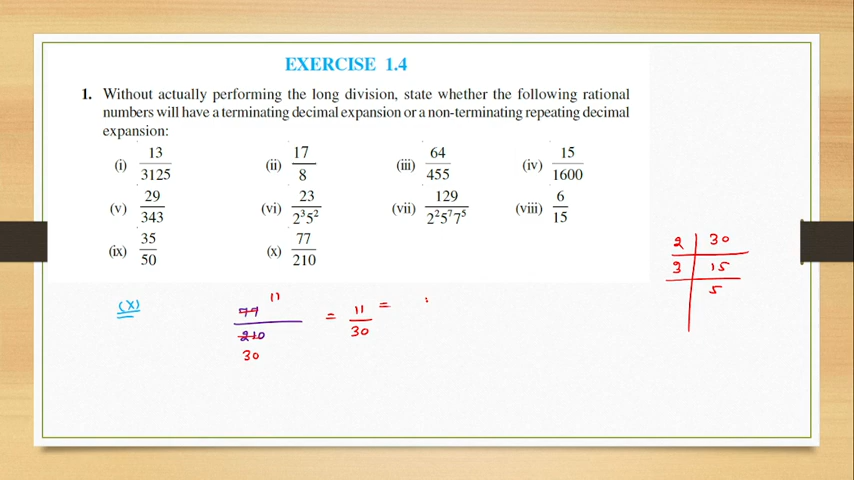 EXERCISE 1.4
1. Without actually performing the long division, state whether the following rational
numbers will have a terminating decimal expansion or a non-terminating repeating decimal
expansion:
(i) 13/3125 (ii) 17/8 (iii) 64/455 (iv) 15/1600
(v) 29/343 (vi) 23/2³5² (vii) 129/2²5⁷7⁵ (viii) 6/15
(ix) 35/50 (x) 77/210
(X) 77/210 11/30 = 11/30 =
2 | 30
3 | 15
5